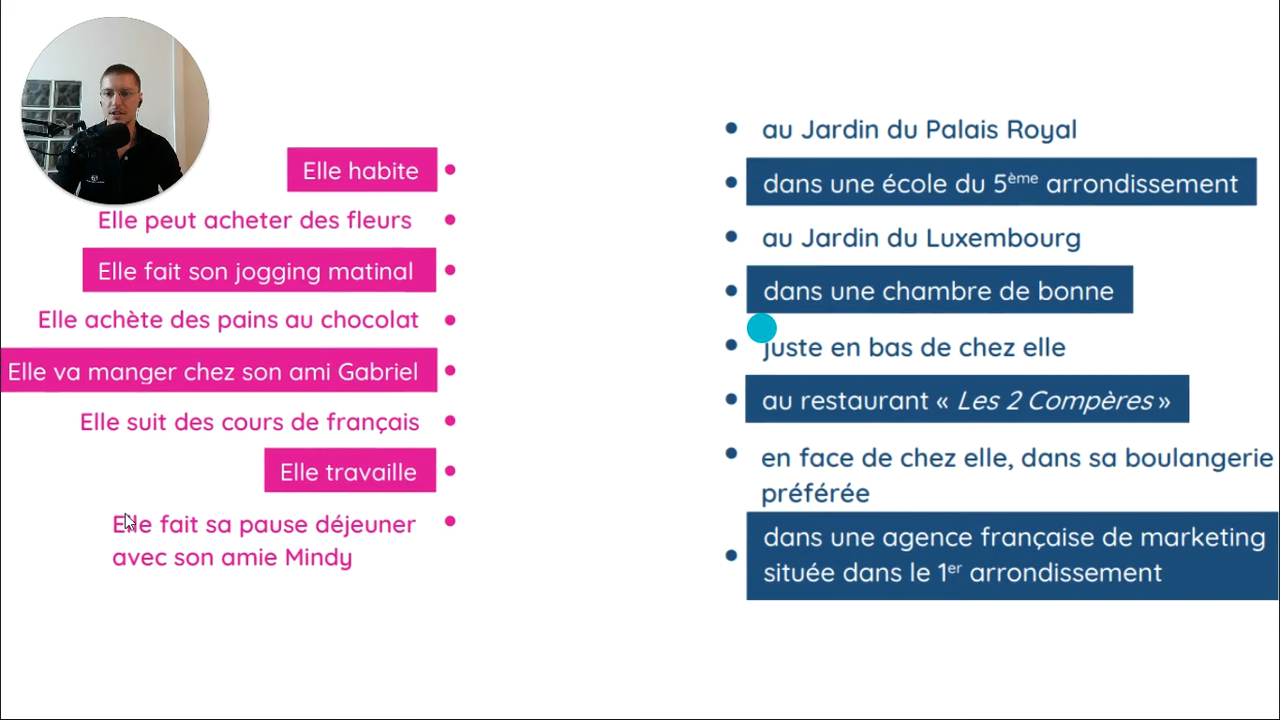 Elle habite
Elle peut acheter des fleurs
Elle fait son jogging matinal
Elle achète des pains au chocolat
Elle va manger chez son ami Gabriel
Elle suit des cours de français
Elle travaille
Elle fait sa pause déjeuner
avec son amie Mindy
au Jardin du Palais Royal
dans une école du 5ème arrondissement
au Jardin du Luxembourg
dans une chambre de bonne
juste en bas de chez elle
au restaurant « Les 2 Compères »
en face de chez elle, dans sa boulangerie
préférée
dans une agence française de marketing
située dans le 1er arrondissement